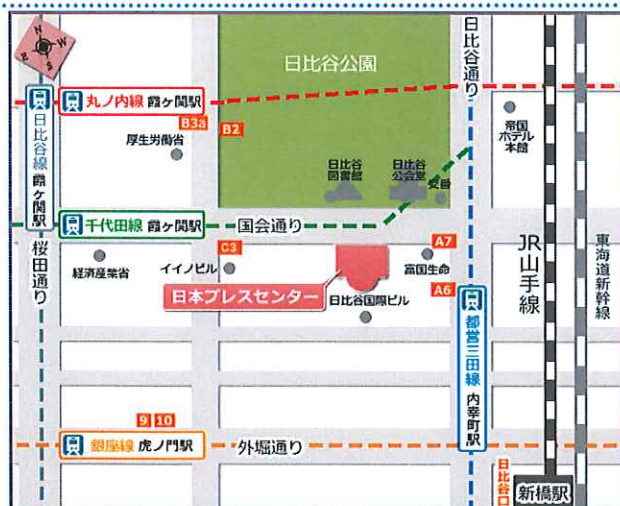 N
W
E
S
日比谷公園
日比谷通り
丸ノ内線 霞ヶ関駅
B3a
B2
厚生労働省
帝国
ホテル
本館
日比谷線 霞ヶ関駅
日比谷
図書館
日比谷
公会堂
交番
千代田線 霞ヶ関駅
国会通り
桜田通り
経済産業省
C3
イイノビル
日本プレスセンター
日比谷国際ビル
A7
富国生命
A6
JR山手線
東海道新幹線
都営三田線 内幸町駅
9
10
銀座線 虎ノ門駅
外堀通り
日比谷口
新橋駅